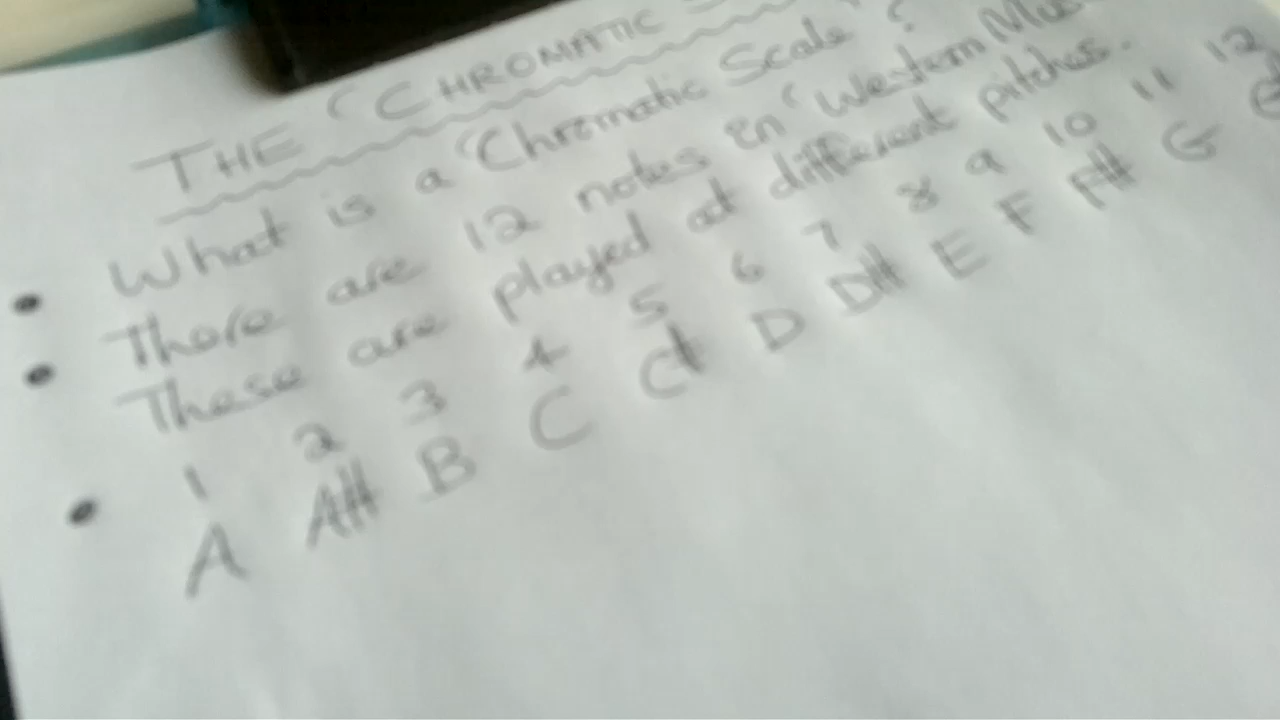 THE "CHROMATIC
What is a "Chromatic Scale"?
There are 12 notes in "Western
These are played at different pitches.
1 2 3 4 5 6 7 8 9 10 11 12
A A# B C C# D D# E F F# G